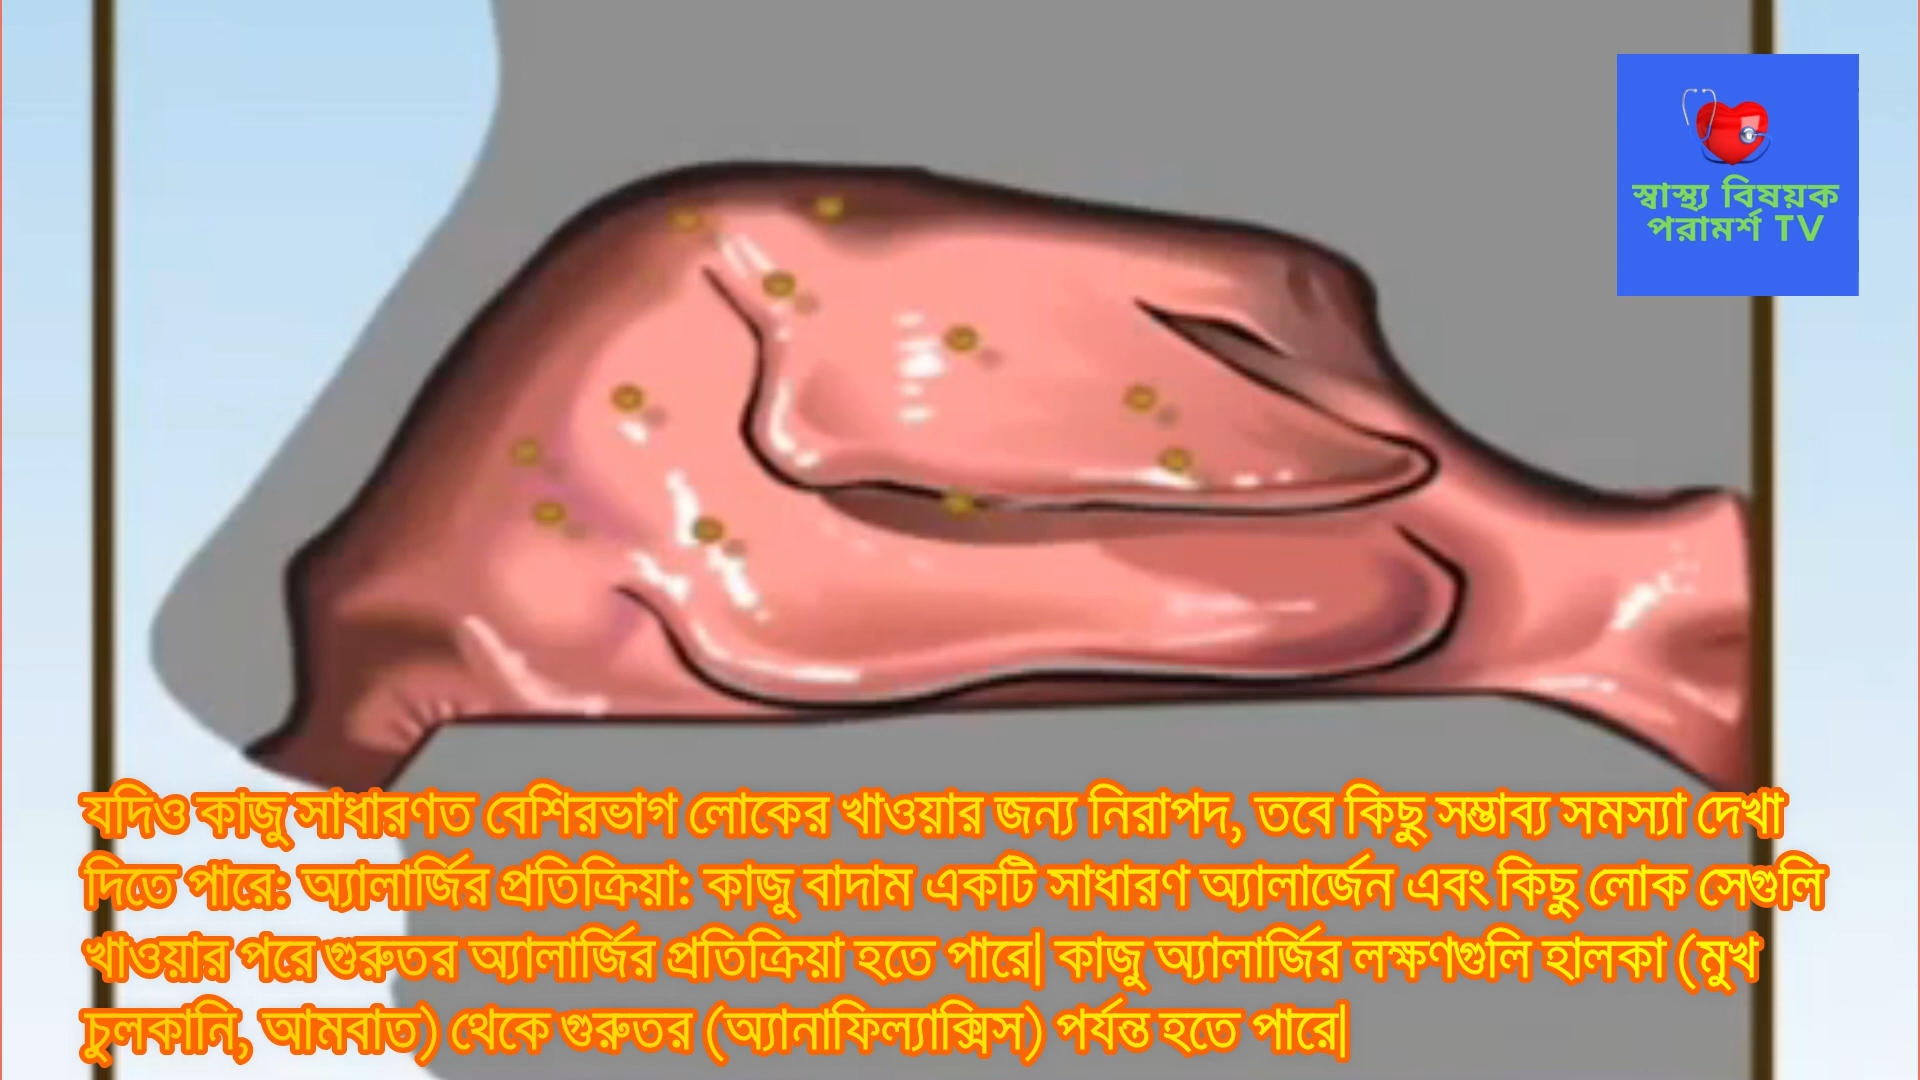 স্বাস্থ্য বিষয়ক
পরামর্শ TV
যদিও কাজু সাধারণত বেশিরভাগ লোকের খাওয়ার জন্য নিরাপদ, তবে কিছু সম্ভাব্য সমস্যা দেখা
দিতে পারে: অ্যালার্জির প্রতিক্রিয়া: কাজু বাদাম একটি সাধারণ অ্যালার্জেন এবং কিছু লোক সেগুলি
খাওয়ার পরে গুরুতর অ্যালার্জির প্রতিক্রিয়া হতে পারে| কাজু অ্যালার্জির লক্ষণগুলি হালকা (মুখ
চুলকানি, আমবাত) থেকে গুরুতর (অ্যানাফিল্যাক্সিস) পর্যন্ত হতে পারে|